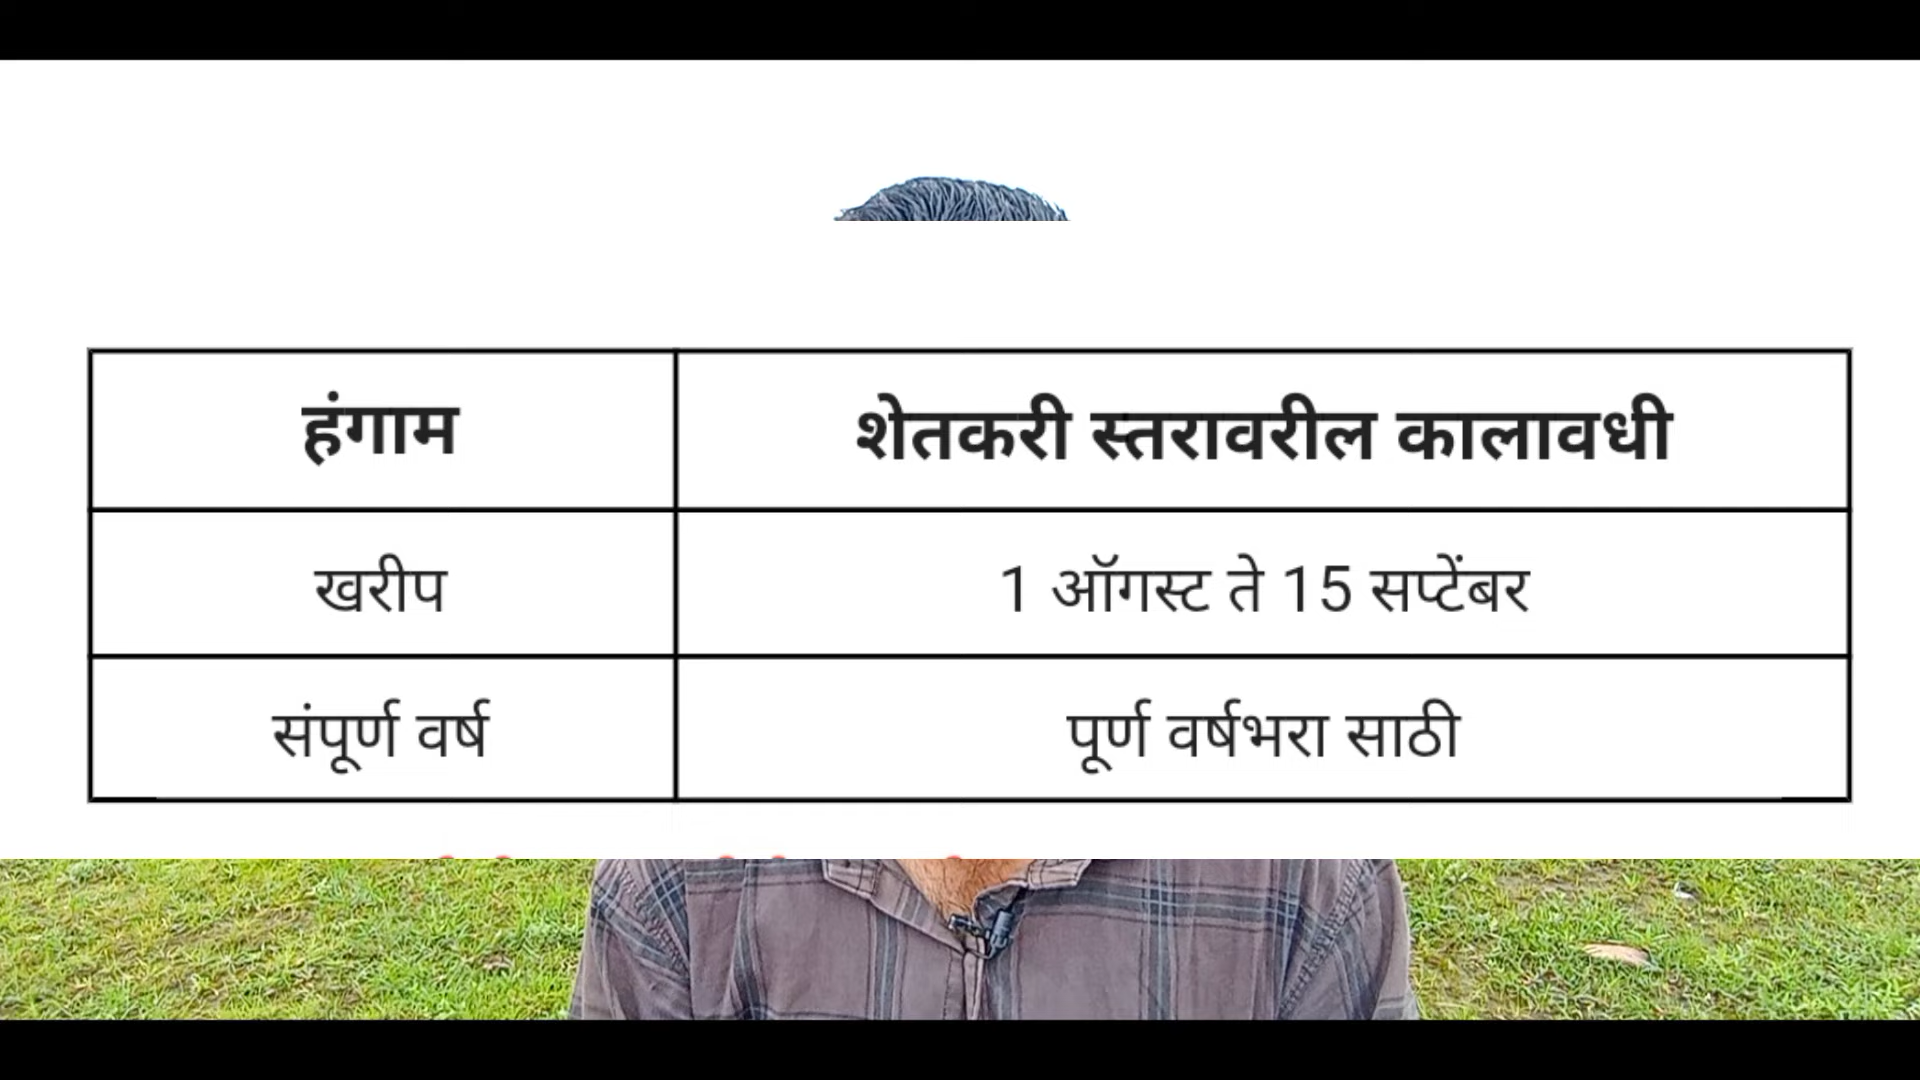 हंगाम
शेतकरी स्तरावरील कालावधी
खरीप
1 ऑगस्ट ते 15 सप्टेंबर
संपूर्ण वर्ष
पूर्ण वर्षभरा साठी